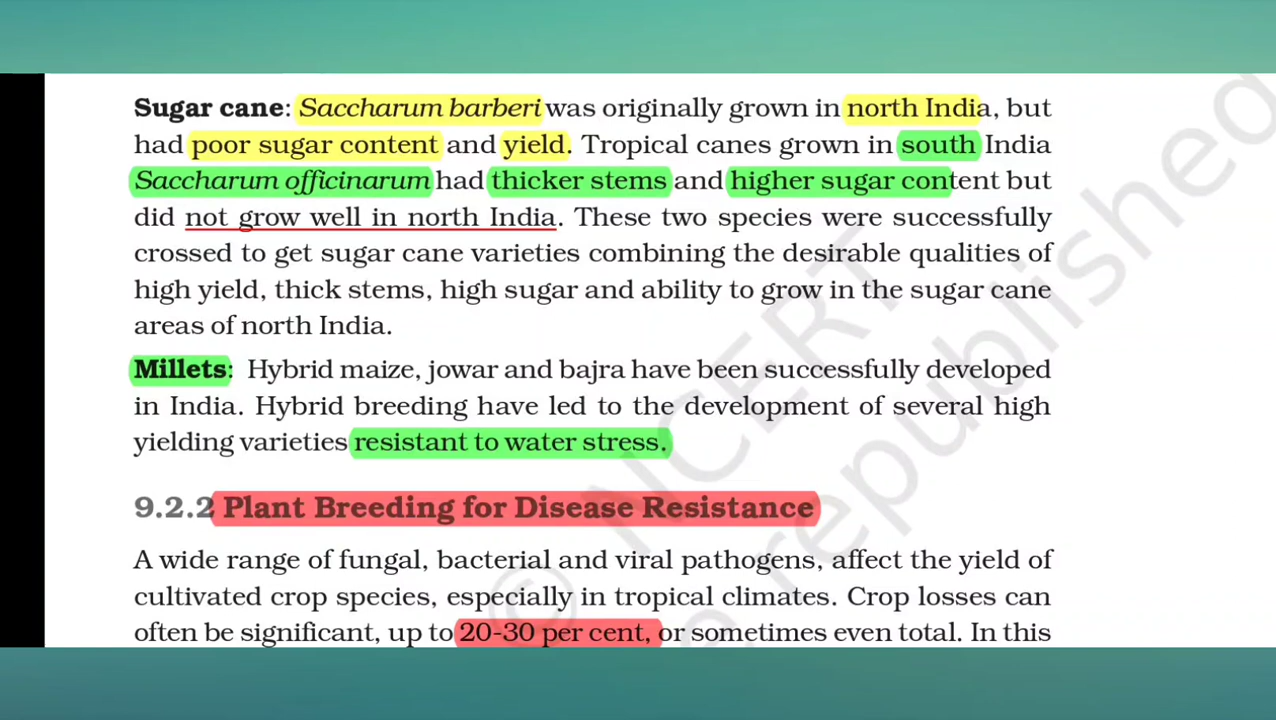 Sugar cane: Saccharum barberi was originally grown in north India, but
had poor sugar content and yield. Tropical canes grown in south India
Saccharum officinarum had thicker stems and higher sugar content but
did not grow well in north India. These two species were successfully
crossed to get sugar cane varieties combining the desirable qualities of
high yield, thick stems, high sugar and ability to grow in the sugar cane
areas of north India.
Millets: Hybrid maize, jowar and bajra have been successfully developed
in India. Hybrid breeding have led to the development of several high
yielding varieties resistant to water stress.
9.2.2 Plant Breeding for Disease Resistance
A wide range of fungal, bacterial and viral pathogens, affect the yield of
cultivated crop species, especially in tropical climates. Crop losses can
often be significant, up to 20-30 per cent, or sometimes even total. In this
© NCERT
republished